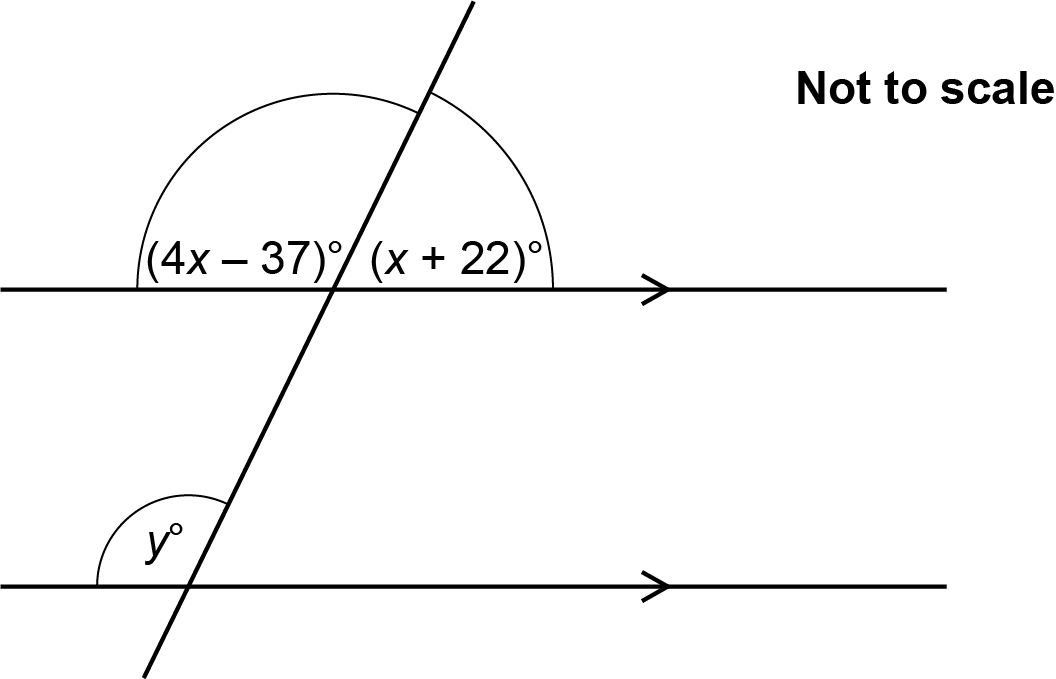 Not to scale
(4x – 37)° (x + 22)°
y°